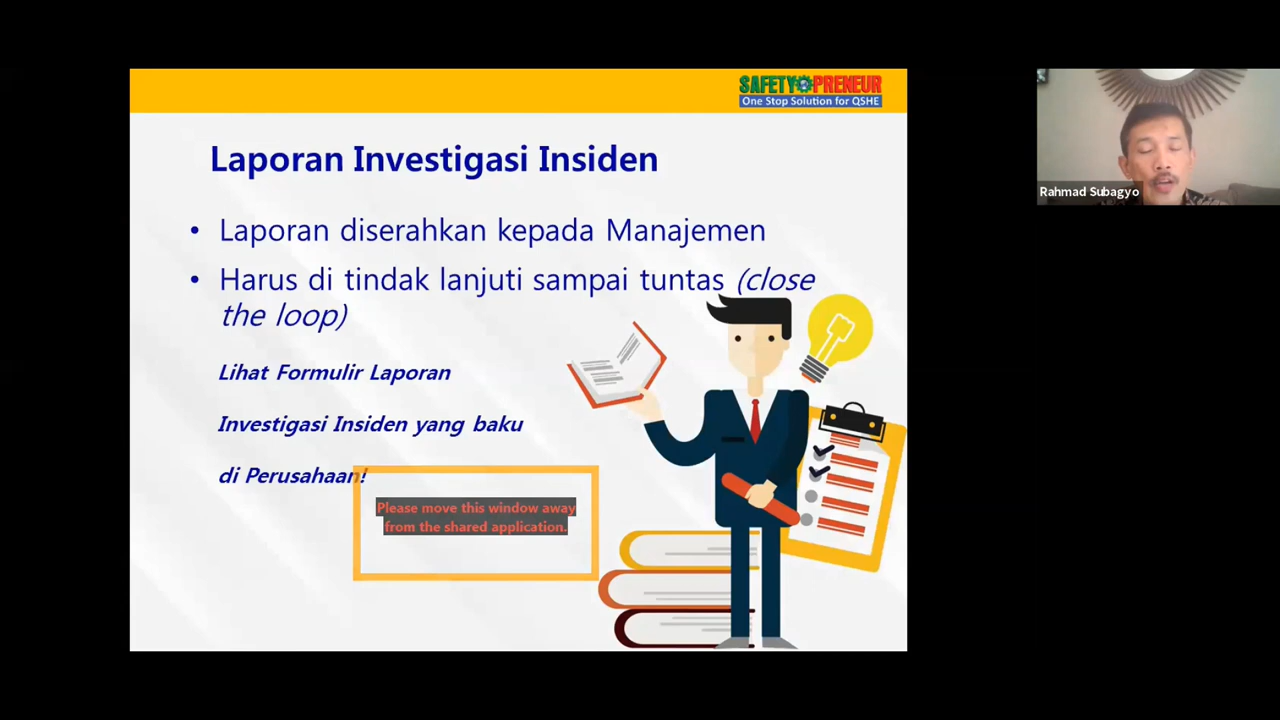 SAFETY PRENEUR
One Stop Solution for QSHE
Laporan Investigasi Insiden
• Laporan diserahkan kepada Manajemen
• Harus di tindak lanjuti sampai tuntas (close
the loop)
Lihat Formulir Laporan
Investigasi Insiden yang baku
di Perusahaan!
Please move this window away
from the shared application.
Rahmad Subagyo